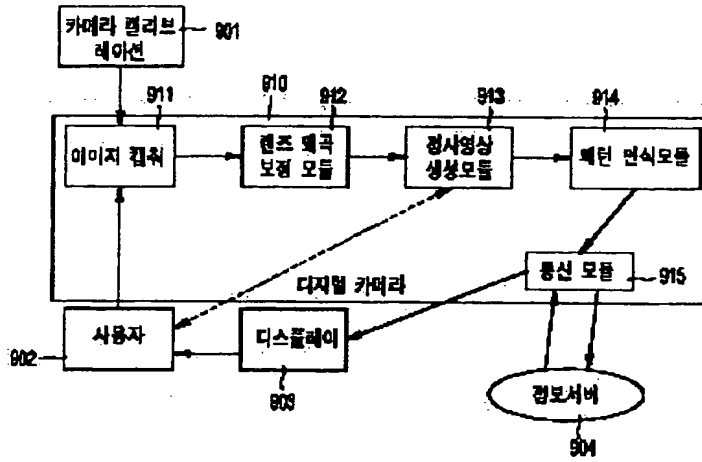 카메라 캘리브
레이션
901
911
910
912
913
914
이미지 캡춰
렌즈 왜곡
보정 모듈
정사영상
생성모듈
패턴 인식모듈
통신 모듈
915
디지털 카메라
사용자
902
디스플레이
903
정보서버
904